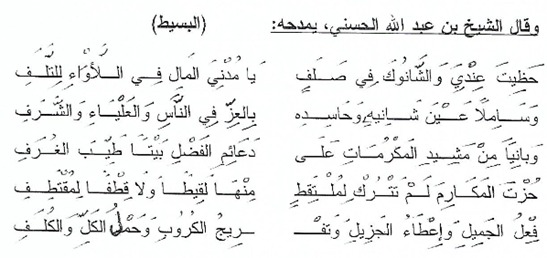 وقال الشيخ بن عبد الله الحسني، يمدحه: (البسيط)
حَظِيتَ عِنْدِي وَالشَّانُوكَ فِي صَلَفٍ يَا مُدْنِيَ المَالِ فِي اللَّأْوَاءِ لِلتَّلَفِ
وَسَامِلًا عَيْنَ شَانِيهِ وَحَاسِدِهِ بِالعِزِّ فِي النَّاسِ وَالعَلْيَاءِ وَالشَّرَفِ
وَبَانِيًا مِنْ مَشِيدِ المَكْرُمَاتِ عَلَى دَعَائِمِ الفَضْلِ بَيْتًا طَيِّبَ الغُرَفِ
حُزْتَ المَكَارِمَ لَمْ تَتْرُكْ لِمُلْتَقِطٍ مِنْهَا لَقِيطًا وَلَا قِطْفًا لِمُقْتَطِفِ
فِعْلُ الجَمِيلِ وَإِعْطَاءُ الجَزِيلِ وَتَفْـ ـرِيجُ الكُرُوبِ وَحَمْلُ الكَلِّ وَالكُلَفِ